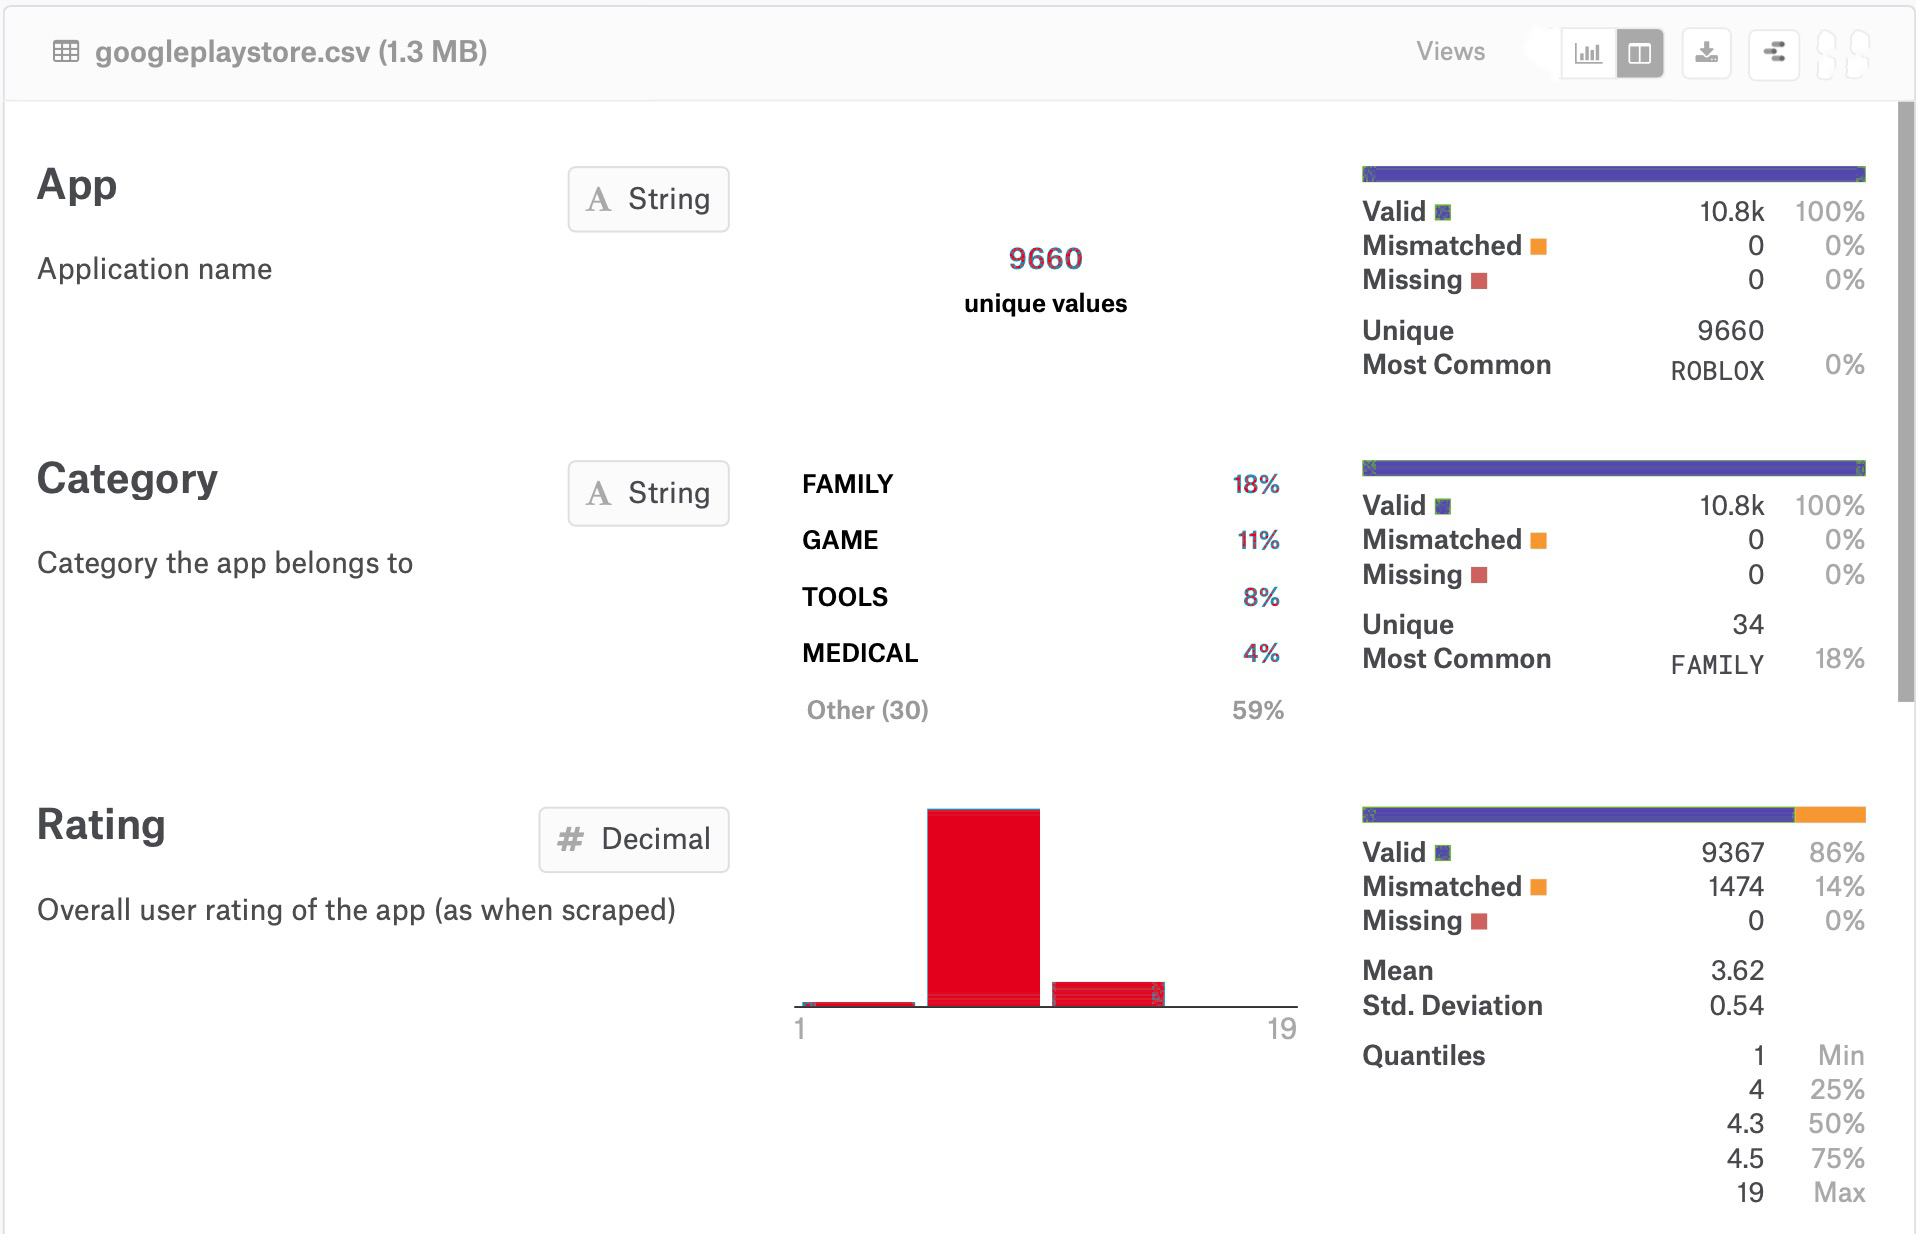 googleplaystore.csv (1.3 MB)
Views
App
A String
Application name
9660
unique values
Valid 10.8k 100%
Mismatched 0 0%
Missing 0 0%
Unique 9660
Most Common ROBLOX 0%
Category
A String
Category the app belongs to
FAMILY 18%
GAME 11%
TOOLS 8%
MEDICAL 4%
Other (30) 59%
Valid 10.8k 100%
Mismatched 0 0%
Missing 0 0%
Unique 34
Most Common FAMILY 18%
Rating
# Decimal
Overall user rating of the app (as when scraped)
1 19
Valid 9367 86%
Mismatched 1474 14%
Missing 0 0%
Mean 3.62
Std. Deviation 0.54
Quantiles 1 Min
4 25%
4.3 50%
4.5 75%
19 Max